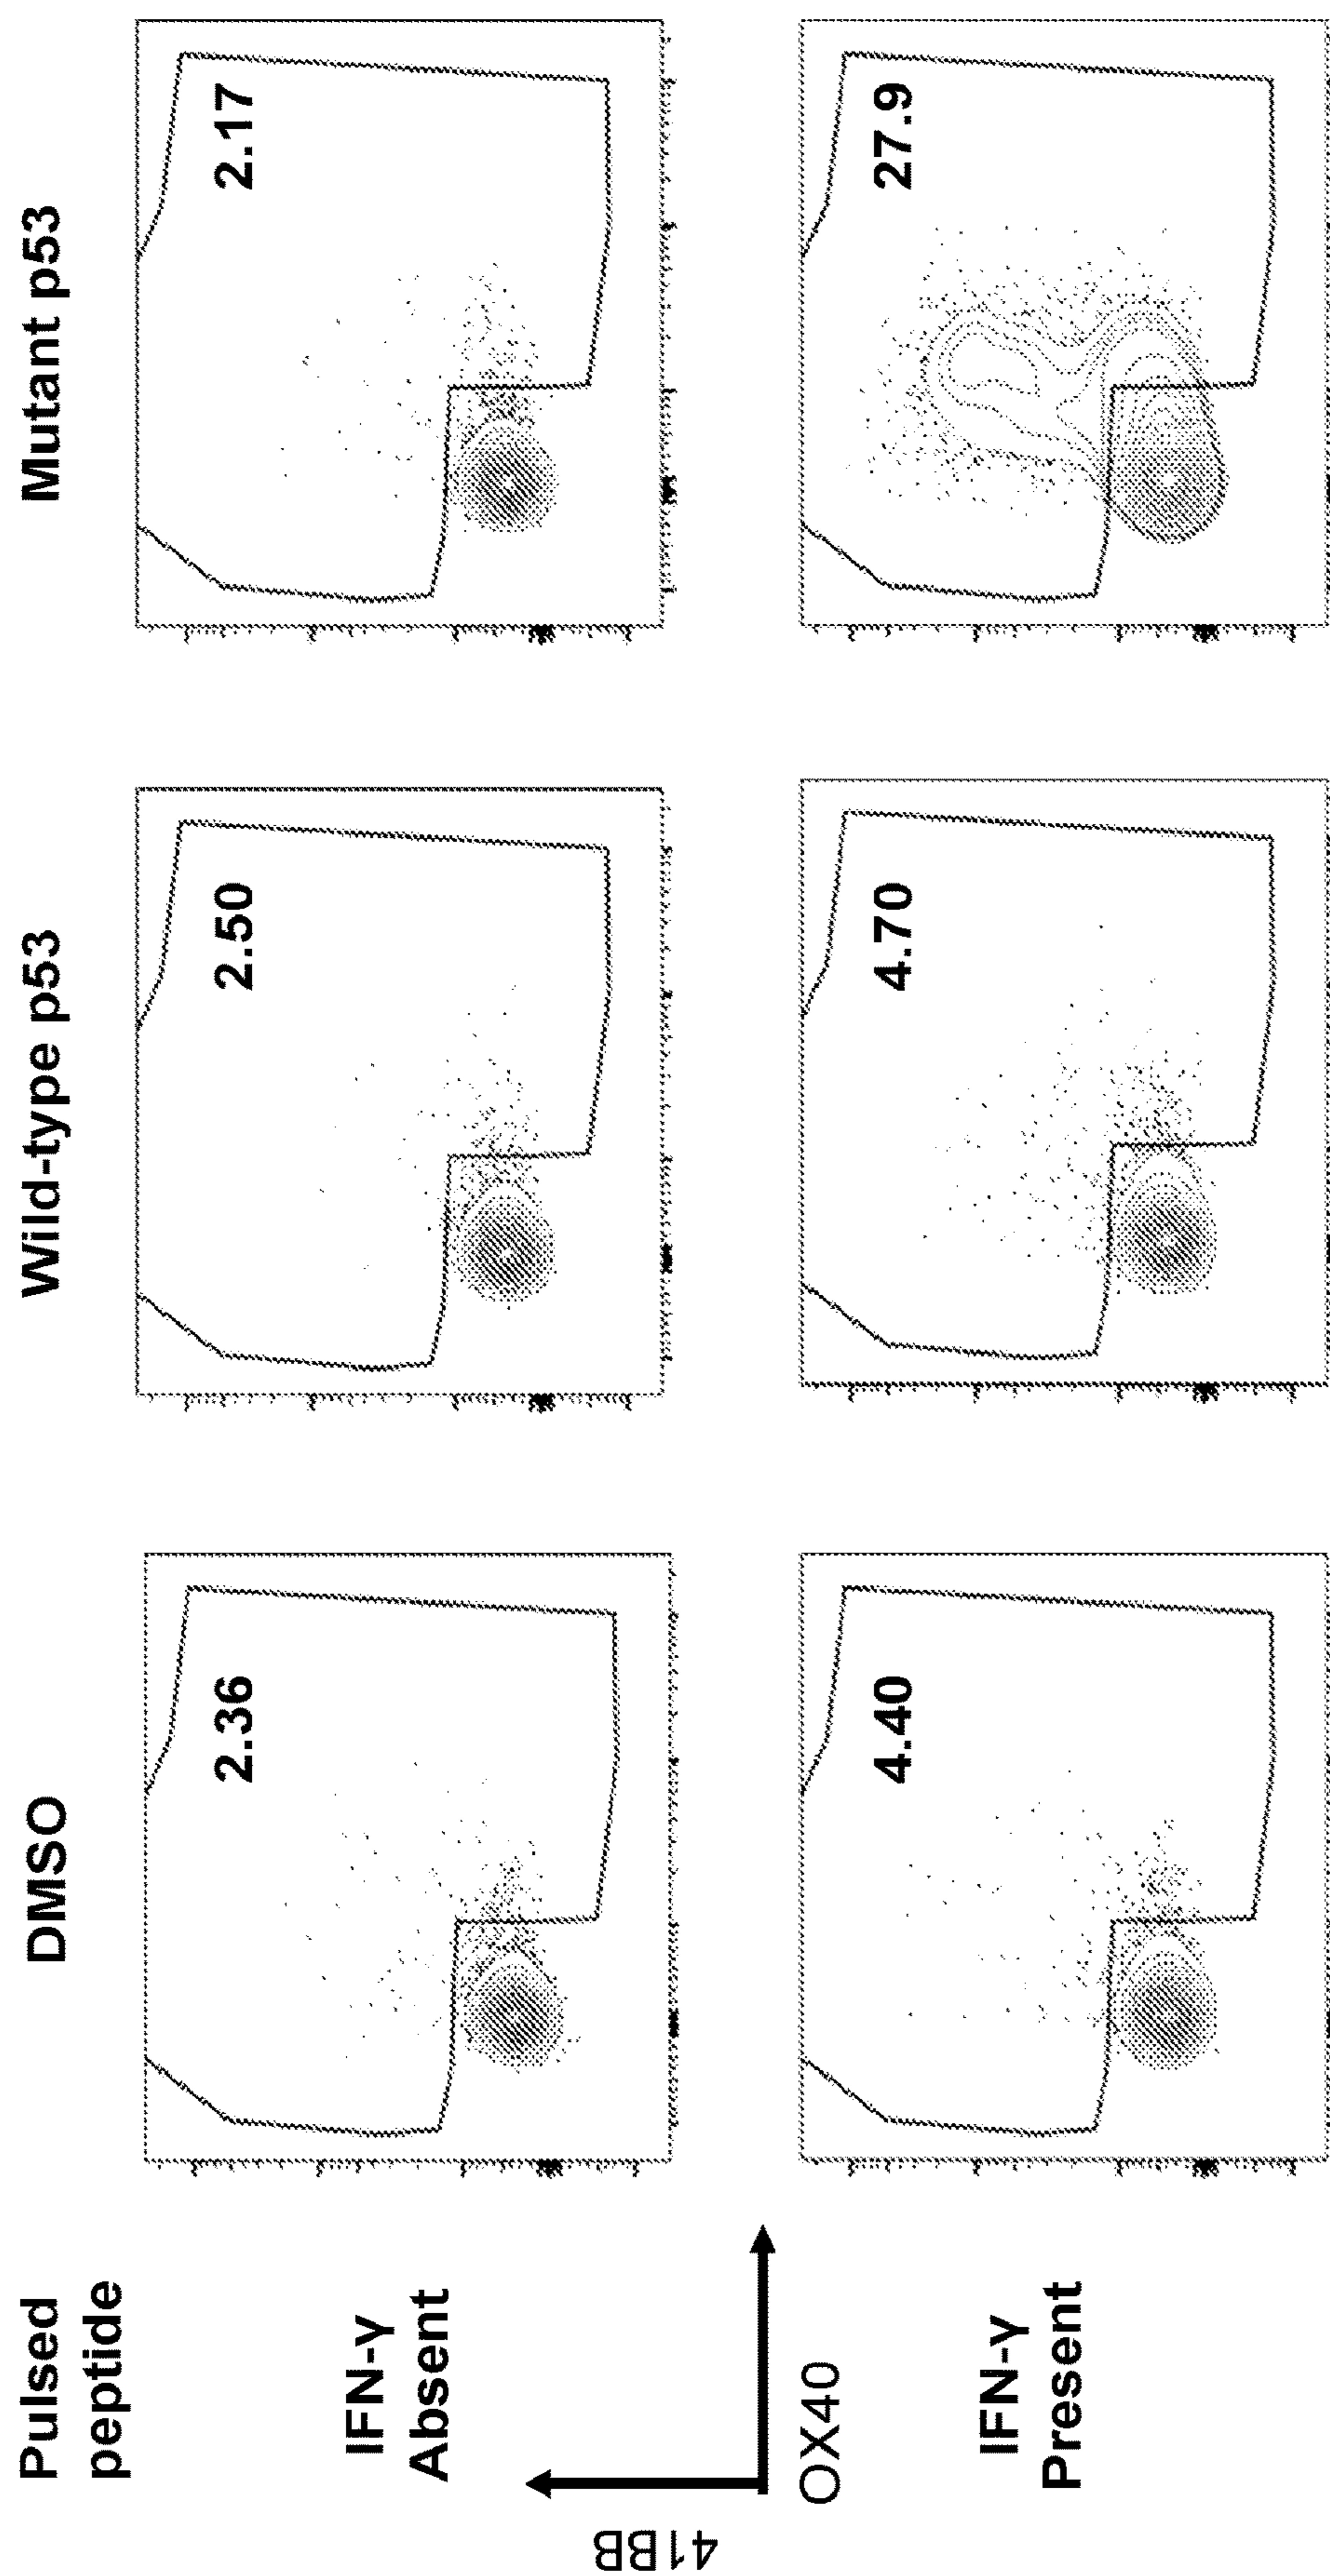 Pulsed
peptide
DMSO
Wild-type p53
Mutant p53
IFN-γ
Absent
2.36
2.50
2.17
41BB
OX40
IFN-γ
Present
4.40
4.70
27.9